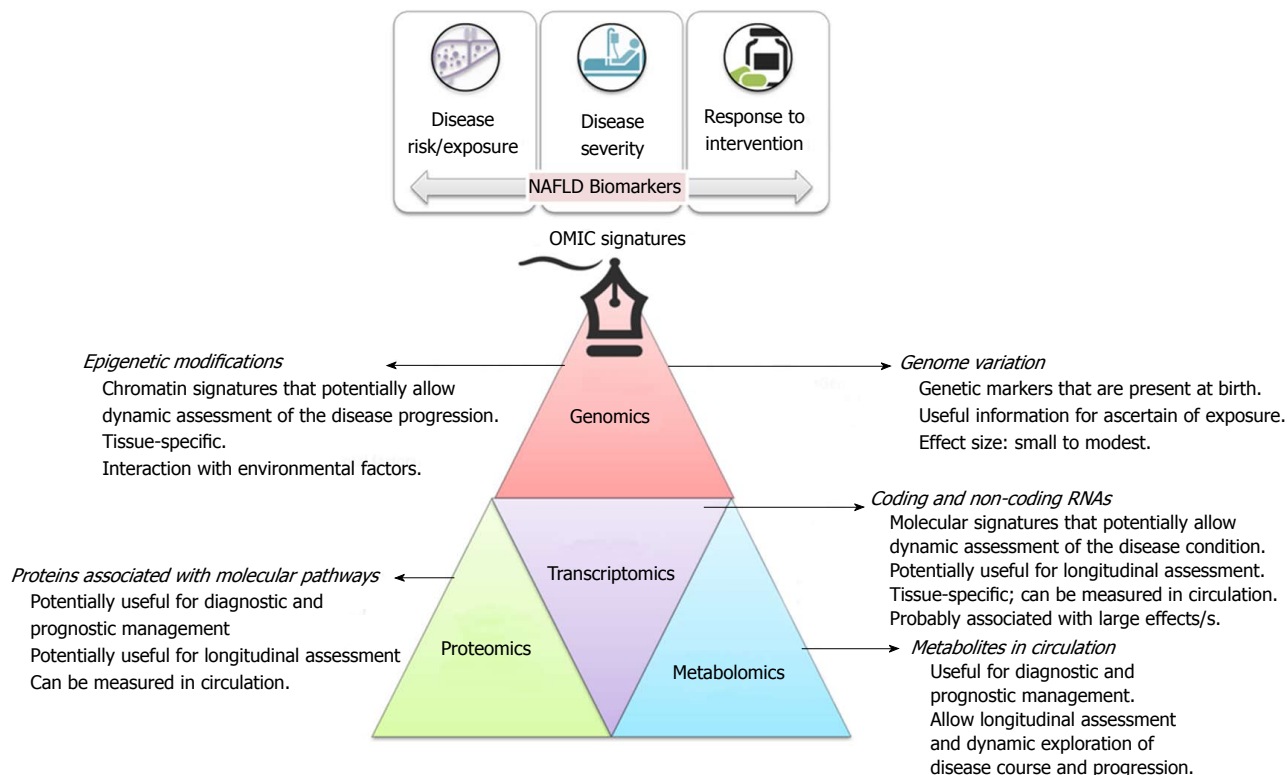 Disease
risk/exposure
Disease
severity
Response to
intervention
NAFLD Biomarkers
OMIC signatures
Epigenetic modifications
Chromatin signatures that potentially allow
dynamic assessment of the disease progression.
Tissue-specific.
Interaction with environmental factors.
Genomics
Genome variation
Genetic markers that are present at birth.
Useful information for ascertain of exposure.
Effect size: small to modest.
Coding and non-coding RNAs
Molecular signatures that potentially allow
dynamic assessment of the disease condition.
Potentially useful for longitudinal assessment.
Tissue-specific; can be measured in circulation.
Probably associated with large effects/s.
Transcriptomics
Proteins associated with molecular pathways
Potentially useful for diagnostic and
prognostic management
Potentially useful for longitudinal assessment
Can be measured in circulation.
Proteomics
Metabolomics
Metabolites in circulation
Useful for diagnostic and
prognostic management.
Allow longitudinal assessment
and dynamic exploration of
disease course and progression.